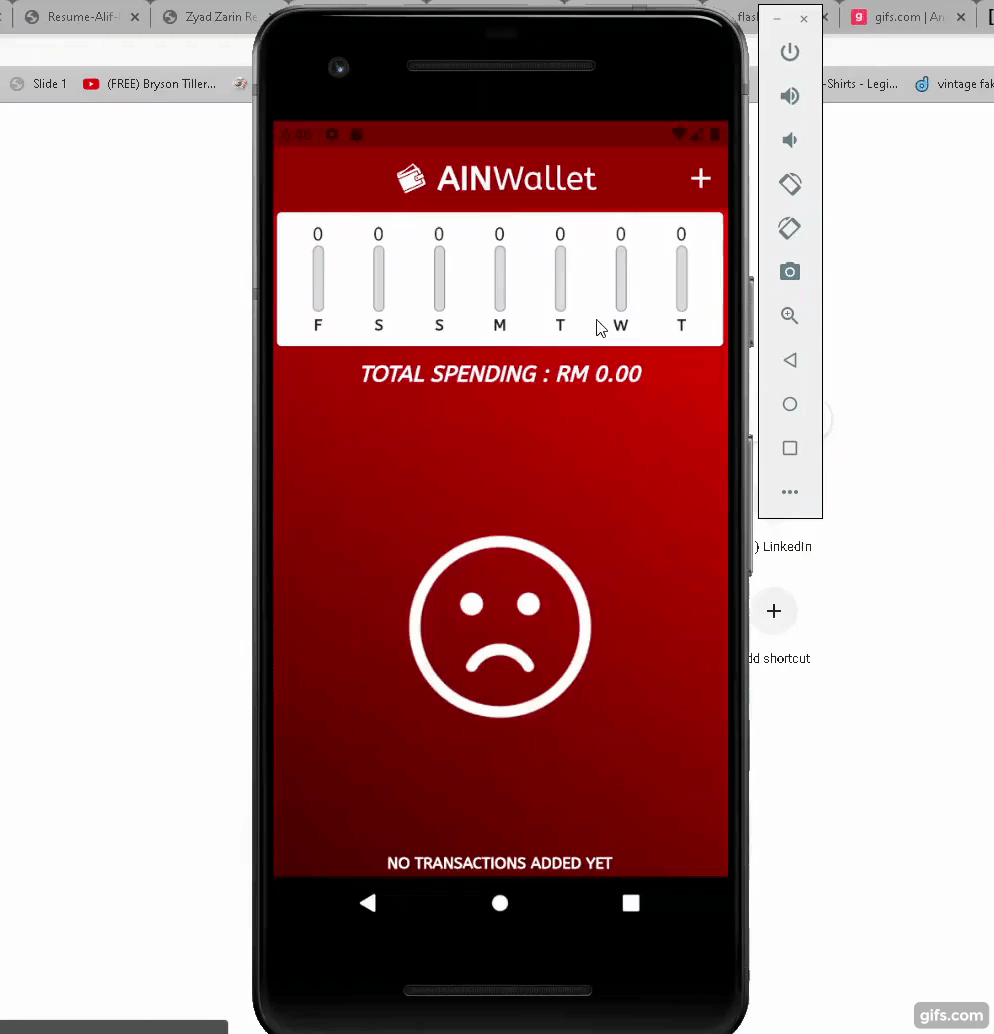 Resume-Alif-
Zyad Zarin Re
flas
gifs.com | An
Slide 1
(FREE) Bryson Tiller...
-Shirts - Legi...
vintage fak
AINWallet
0 0 0 0 0 0 0
F S S M T W T
TOTAL SPENDING : RM 0.00
) LinkedIn
dd shortcut
NO TRANSACTIONS ADDED YET
gifs.com